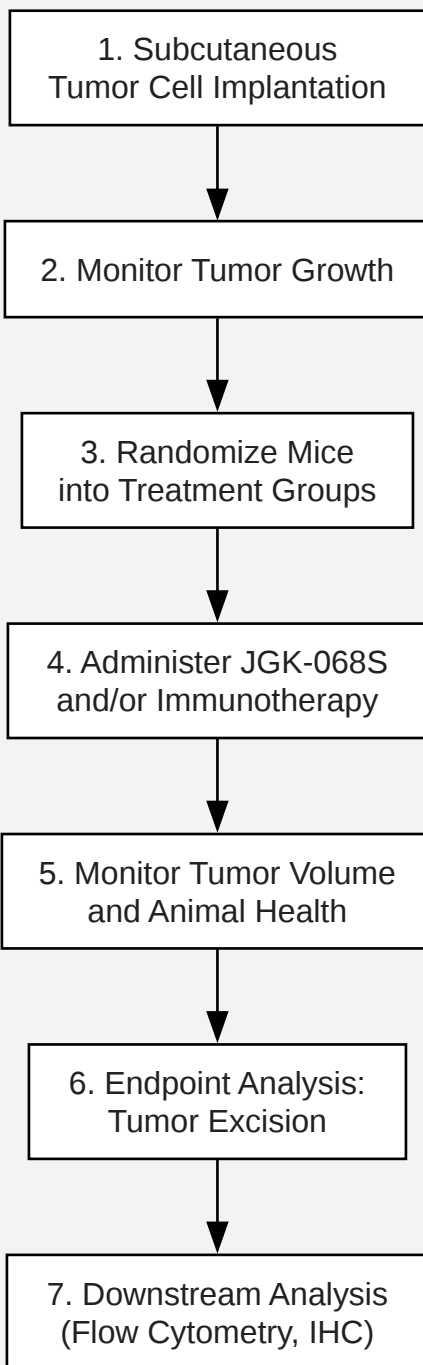 1. Subcutaneous
Tumor Cell Implantation
2. Monitor Tumor Growth
3. Randomize Mice
into Treatment Groups
4. Administer JGK-068S
and/or Immunotherapy
5. Monitor Tumor Volume
and Animal Health
6. Endpoint Analysis:
Tumor Excision
7. Downstream Analysis
(Flow Cytometry, IHC)